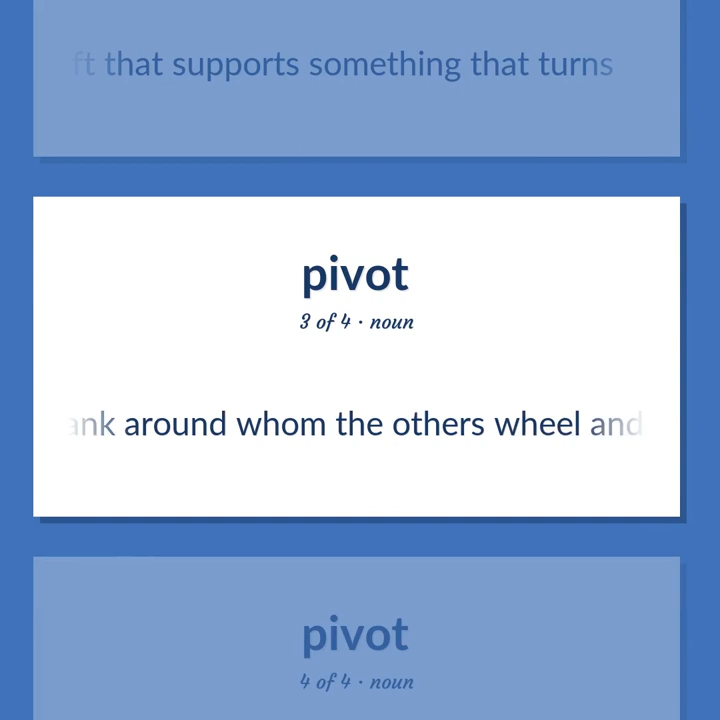 that supports something that turns
pivot
3 of 4 · noun
around whom the others wheel and
pivot
4 of 4 · noun